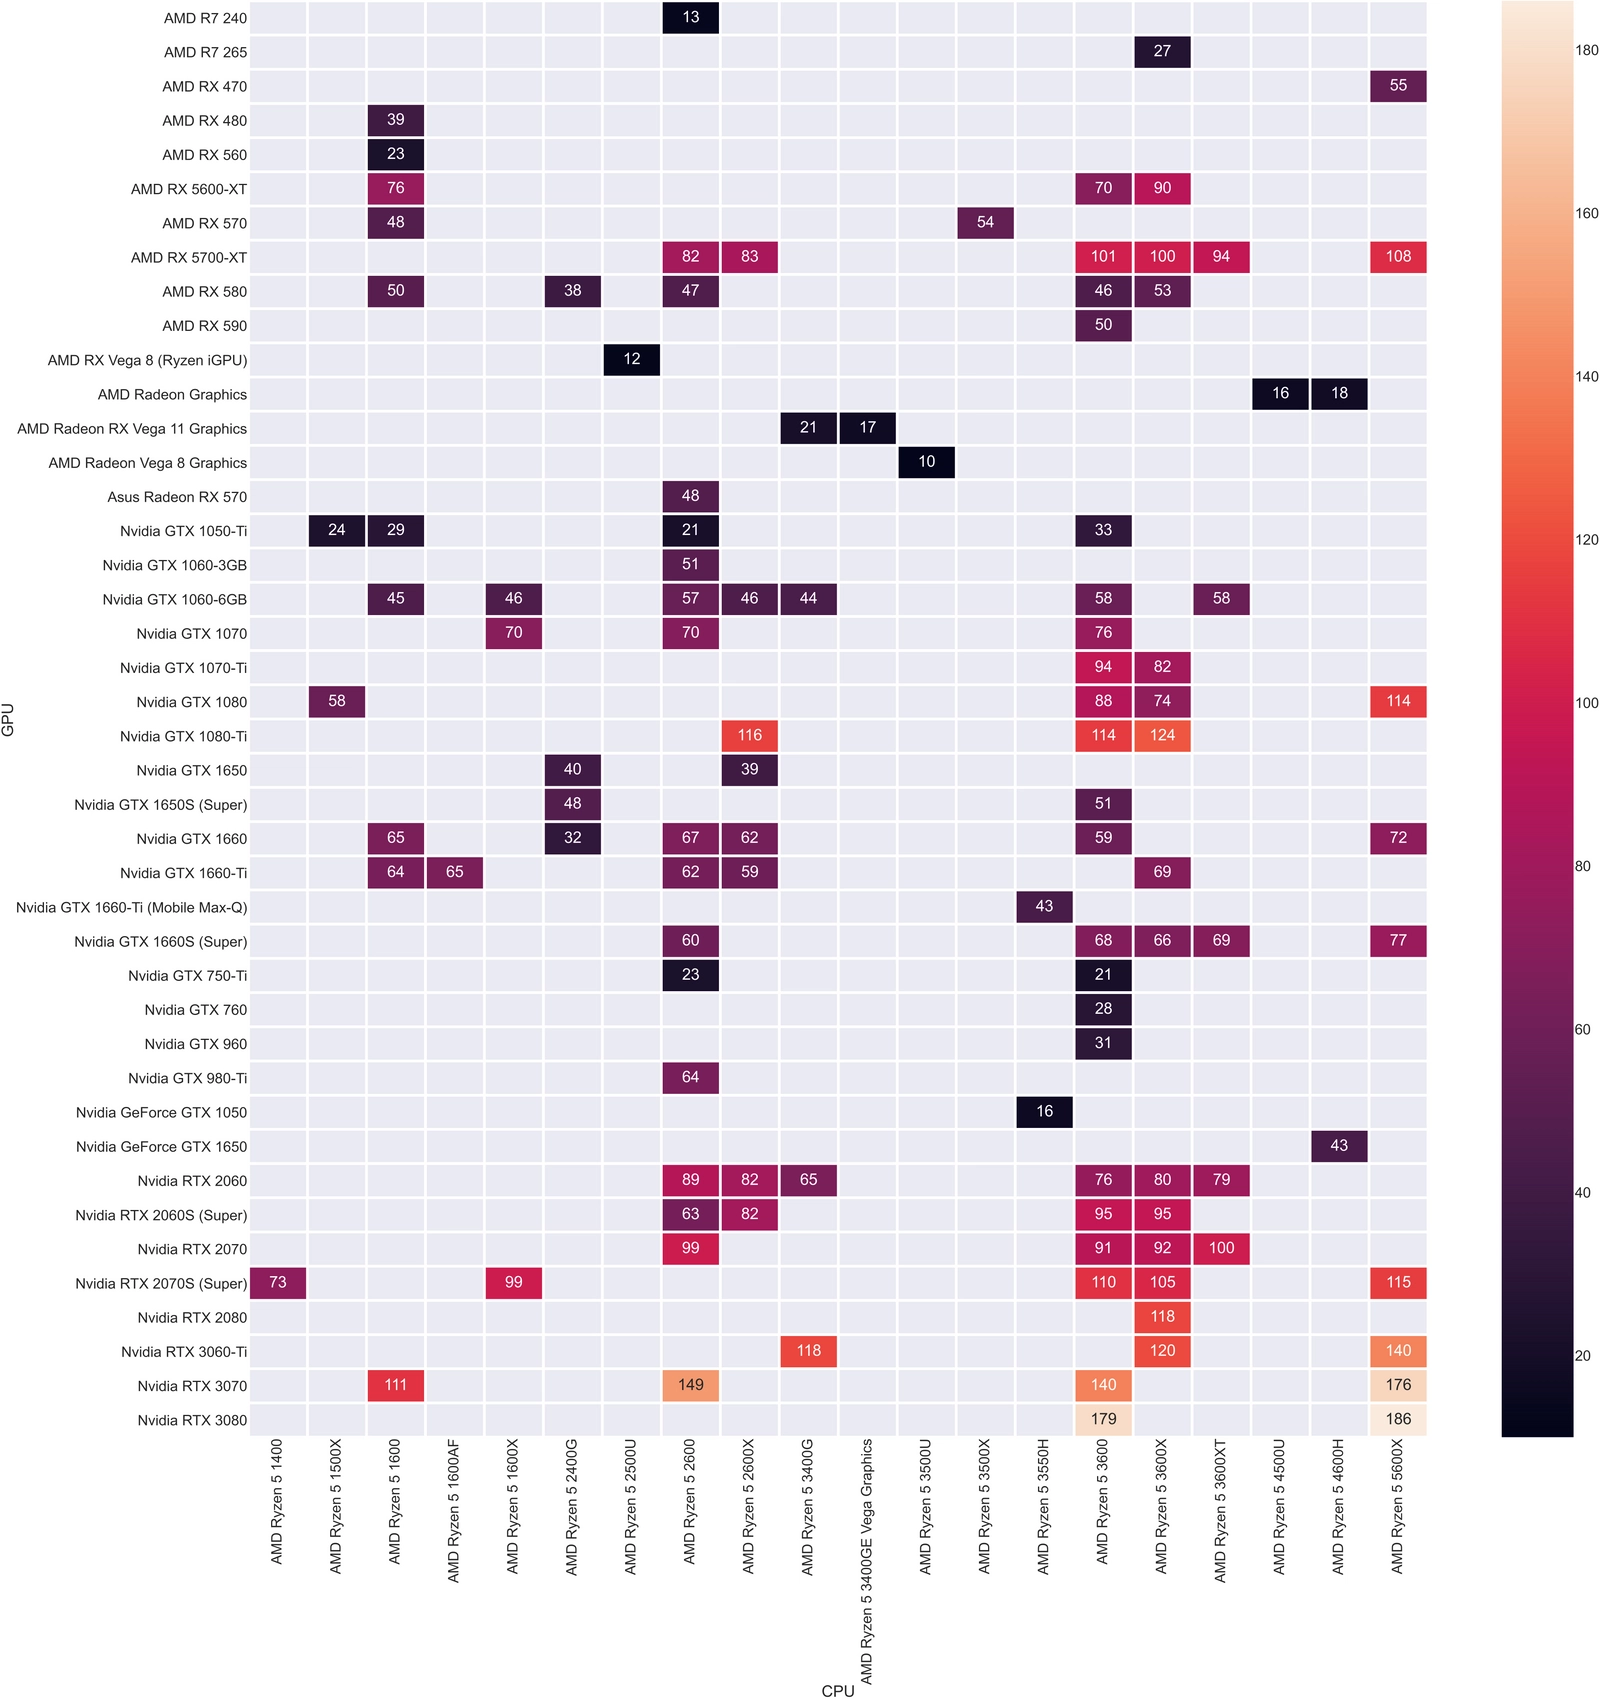 AMD R7 240 13
AMD R7 265 27
AMD RX 470 55
AMD RX 480 39
AMD RX 560 23
AMD RX 5600-XT 76 70 90
AMD RX 570 48 54
AMD RX 5700-XT 82 83 101 100 94 108
AMD RX 580 50 38 47 46 53
AMD RX 590 50
AMD RX Vega 8 (Ryzen iGPU) 12
AMD Radeon Graphics 16 18
AMD Radeon RX Vega 11 Graphics 21 17
AMD Radeon Vega 8 Graphics 10
Asus Radeon RX 570 48
Nvidia GTX 1050-Ti 24 29 21 33
Nvidia GTX 1060-3GB 51
Nvidia GTX 1060-6GB 45 46 57 46 44 58 58
Nvidia GTX 1070 70 70 76
Nvidia GTX 1070-Ti 94 82
Nvidia GTX 1080 58 88 74 114
Nvidia GTX 1080-Ti 116 114 124
Nvidia GTX 1650 40 39
Nvidia GTX 1650S (Super) 48 51
Nvidia GTX 1660 65 32 67 62 59 72
Nvidia GTX 1660-Ti 64 65 62 59 69
Nvidia GTX 1660-Ti (Mobile Max-Q) 43
Nvidia GTX 1660S (Super) 60 68 66 69 77
Nvidia GTX 750-Ti 23 21
Nvidia GTX 760 28
Nvidia GTX 960 31
Nvidia GTX 980-Ti 64
Nvidia GeForce GTX 1050 16
Nvidia GeForce GTX 1650 43
Nvidia RTX 2060 89 82 65 76 80 79
Nvidia RTX 2060S (Super) 63 82 95 95
Nvidia RTX 2070 99 91 92 100
Nvidia RTX 2070S (Super) 73 99 110 105 115
Nvidia RTX 2080 118
Nvidia RTX 3060-Ti 118 120 140
Nvidia RTX 3070 111 149 140 176
Nvidia RTX 3080 179 186
GPU
AMD Ryzen 5 1400
AMD Ryzen 5 1500X
AMD Ryzen 5 1600
AMD Ryzen 5 1600AF
AMD Ryzen 5 1600X
AMD Ryzen 5 2400G
AMD Ryzen 5 2500U
AMD Ryzen 5 2600
AMD Ryzen 5 2600X
AMD Ryzen 5 3400G
AMD Ryzen 5 3400GE Vega Graphics
AMD Ryzen 5 3500U
AMD Ryzen 5 3500X
AMD Ryzen 5 3550H
AMD Ryzen 5 3600
AMD Ryzen 5 3600X
AMD Ryzen 5 3600XT
AMD Ryzen 5 4500U
AMD Ryzen 5 4600H
AMD Ryzen 5 5600X
CPU
180
160
140
120
100
80
60
40
20